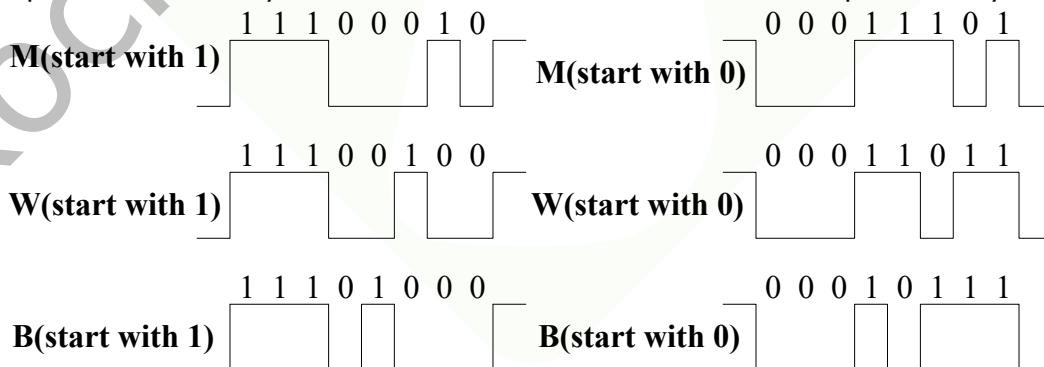 1 1 1 0 0 0 1 0
0 0 0 1 1 1 0 1
M(start with 1)
M(start with 0)
1 1 1 0 0 1 0 0
0 0 0 1 1 0 1 1
W(start with 1)
W(start with 0)
1 1 1 0 1 0 0 0
0 0 0 1 0 1 1 1
B(start with 1)
B(start with 0)